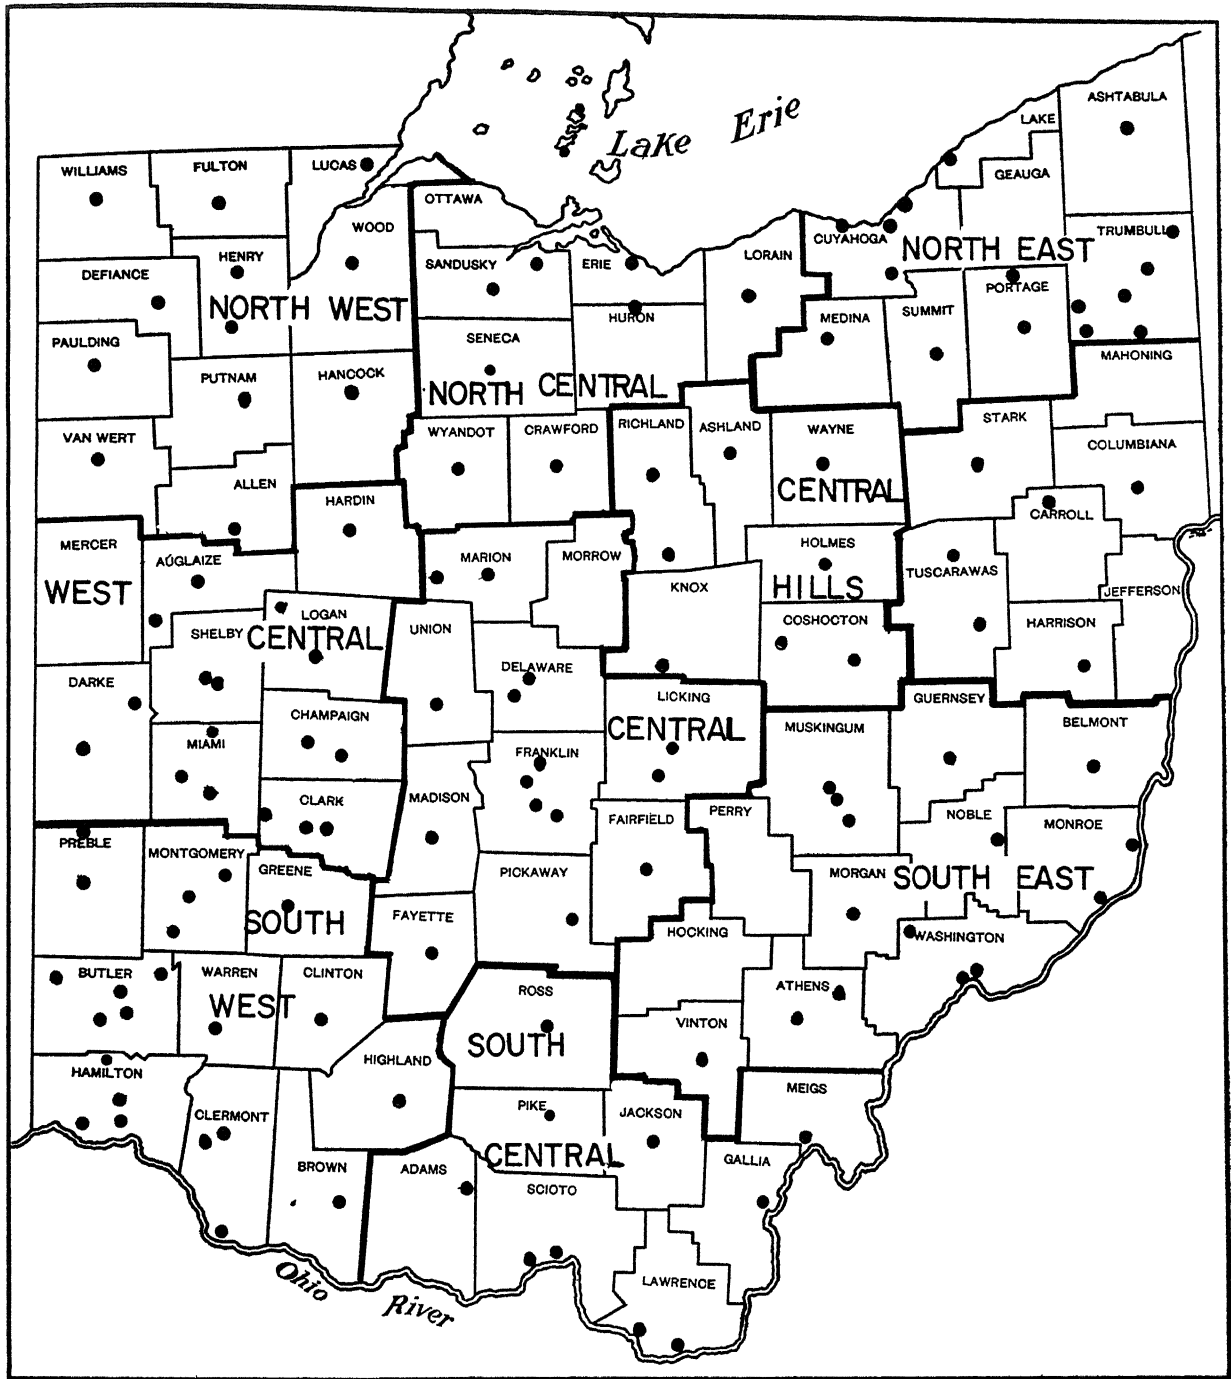 Lake Erie
ASHTABULA
LAKE
GEAUGA
WILLIAMS
FULTON
LUCAS
OTTAWA
WOOD
CUYAHOGA
NORTH EAST
TRUMBULL
DEFIANCE
HENRY
SANDUSKY
ERIE
LORAIN
NORTH WEST
HURON
MEDINA
SUMMIT
PORTAGE
PAULDING
SENECA
MAHONING
PUTNAM
HANCOCK
NORTH CENTRAL
VAN WERT
WYANDOT
CRAWFORD
RICHLAND
ASHLAND
WAYNE
STARK
COLUMBIANA
ALLEN
HARDIN
CENTRAL
CARROLL
MERCER
AUGLAIZE
MARION
MORROW
HOLMES
TUSCARAWAS
WEST
KNOX
HILLS
JEFFERSON
LOGAN
SHELBY
CENTRAL
UNION
COSHOCTON
HARRISON
DARKE
DELAWARE
LICKING
GUERNSEY
CHAMPAIGN
CENTRAL
MUSKINGUM
BELMONT
MIAMI
FRANKLIN
CLARK
MADISON
FAIRFIELD
PERRY
NOBLE
MONROE
PREBLE
MONTGOMERY
GREENE
PICKAWAY
MORGAN
SOUTH EAST
SOUTH
FAYETTE
HOCKING
WASHINGTON
BUTLER
WARREN
CLINTON
ROSS
ATHENS
WEST
VINTON
SOUTH
HIGHLAND
HAMILTON
MEIGS
CLERMONT
PIKE
JACKSON
CENTRAL
BROWN
ADAMS
GALLIA
SCIOTO
LAWRENCE
Ohio River